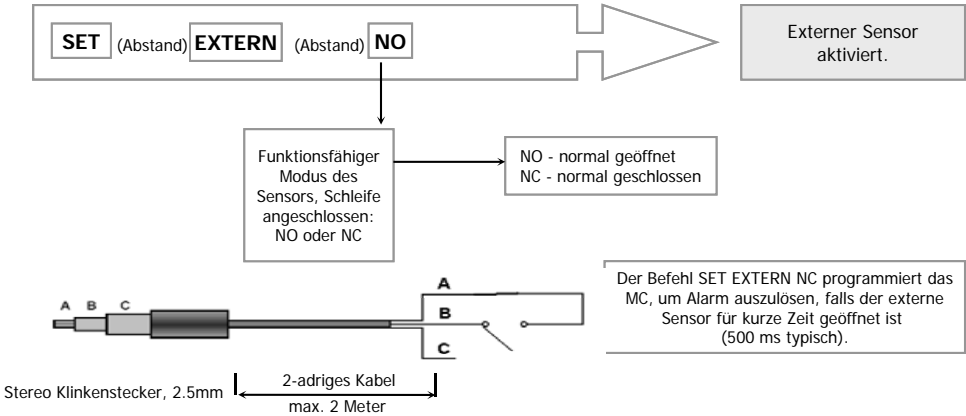 SET (Abstand) EXTERN (Abstand) NO
Externer Sensor
aktiviert.
Funktionsfähiger
Modus des
Sensors, Schleife
angeschlossen:
NO oder NC
NO - normal geöffnet
NC - normal geschlossen
Der Befehl SET EXTERN NC programmiert das
MC, um Alarm auszulösen, falls der externe
Sensor für kurze Zeit geöffnet ist
(500 ms typisch).
A B C
A
B
C
Stereo Klinkenstecker, 2.5mm
2-adriges Kabel
max. 2 Meter